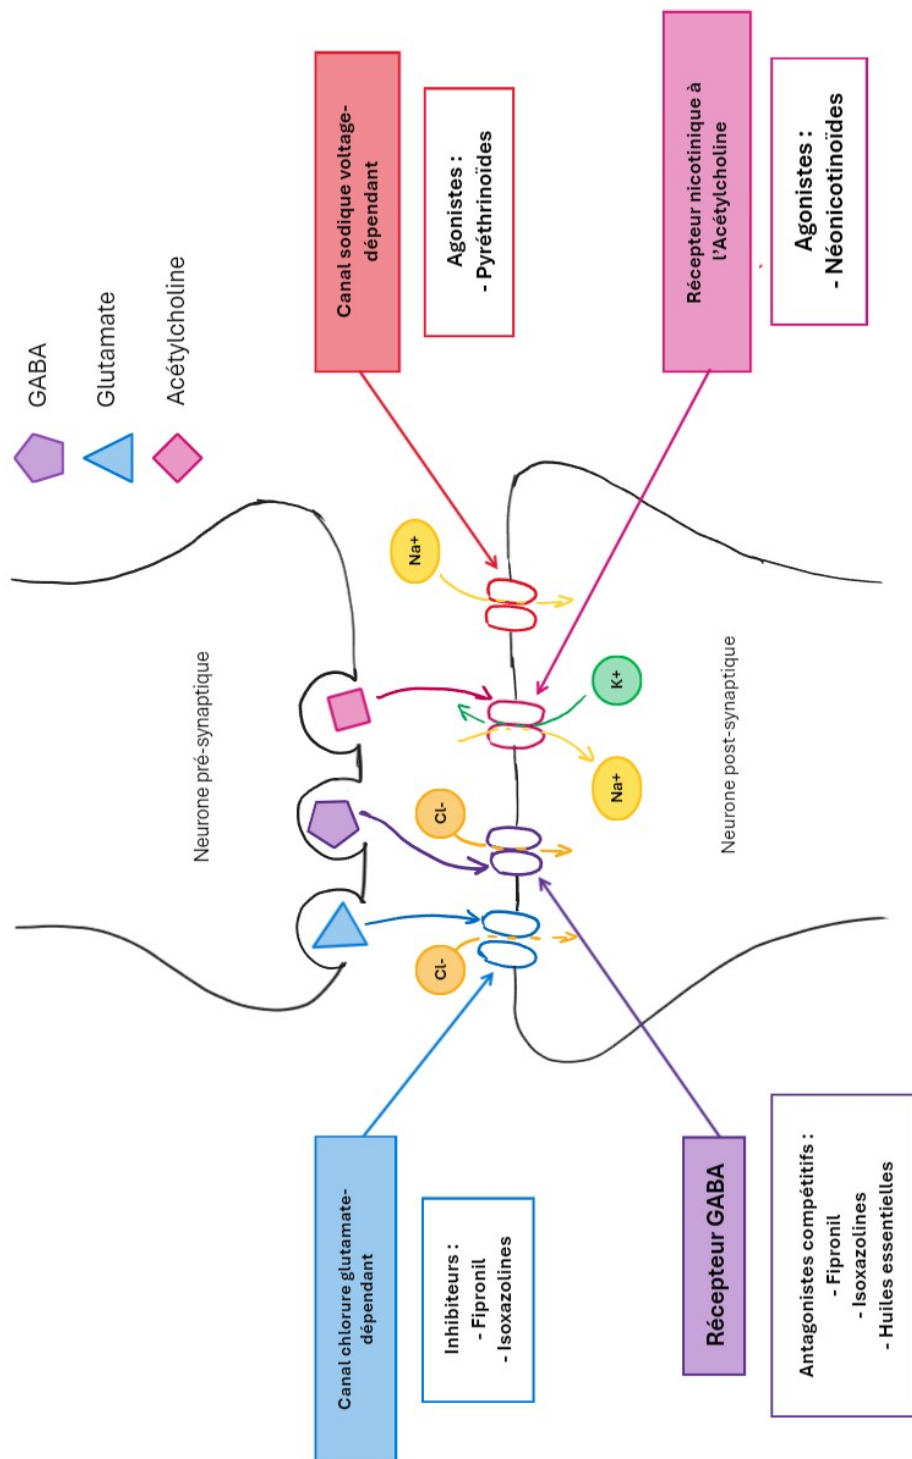 GABA
Glutamate
Acétylcholine
Canal chlorure glutamate-
dépendant
Inhibiteurs :
- Fipronil
- Isoxazolines
Récepteur GABA
Antagonistes compétitifs :
- Fipronil
- Isoxazolines
- Huiles essentielles
Neurone pré-synaptique
Cl-
Cl-
Na+
Na+
K+
Neurone post-synaptique
Canal sodique voltage-
dépendant
Agonistes :
- Pyréthrinoïdes
Récepteur nicotinique à
l'Acétylcholine
Agonistes :
- Néonicotinoïdes